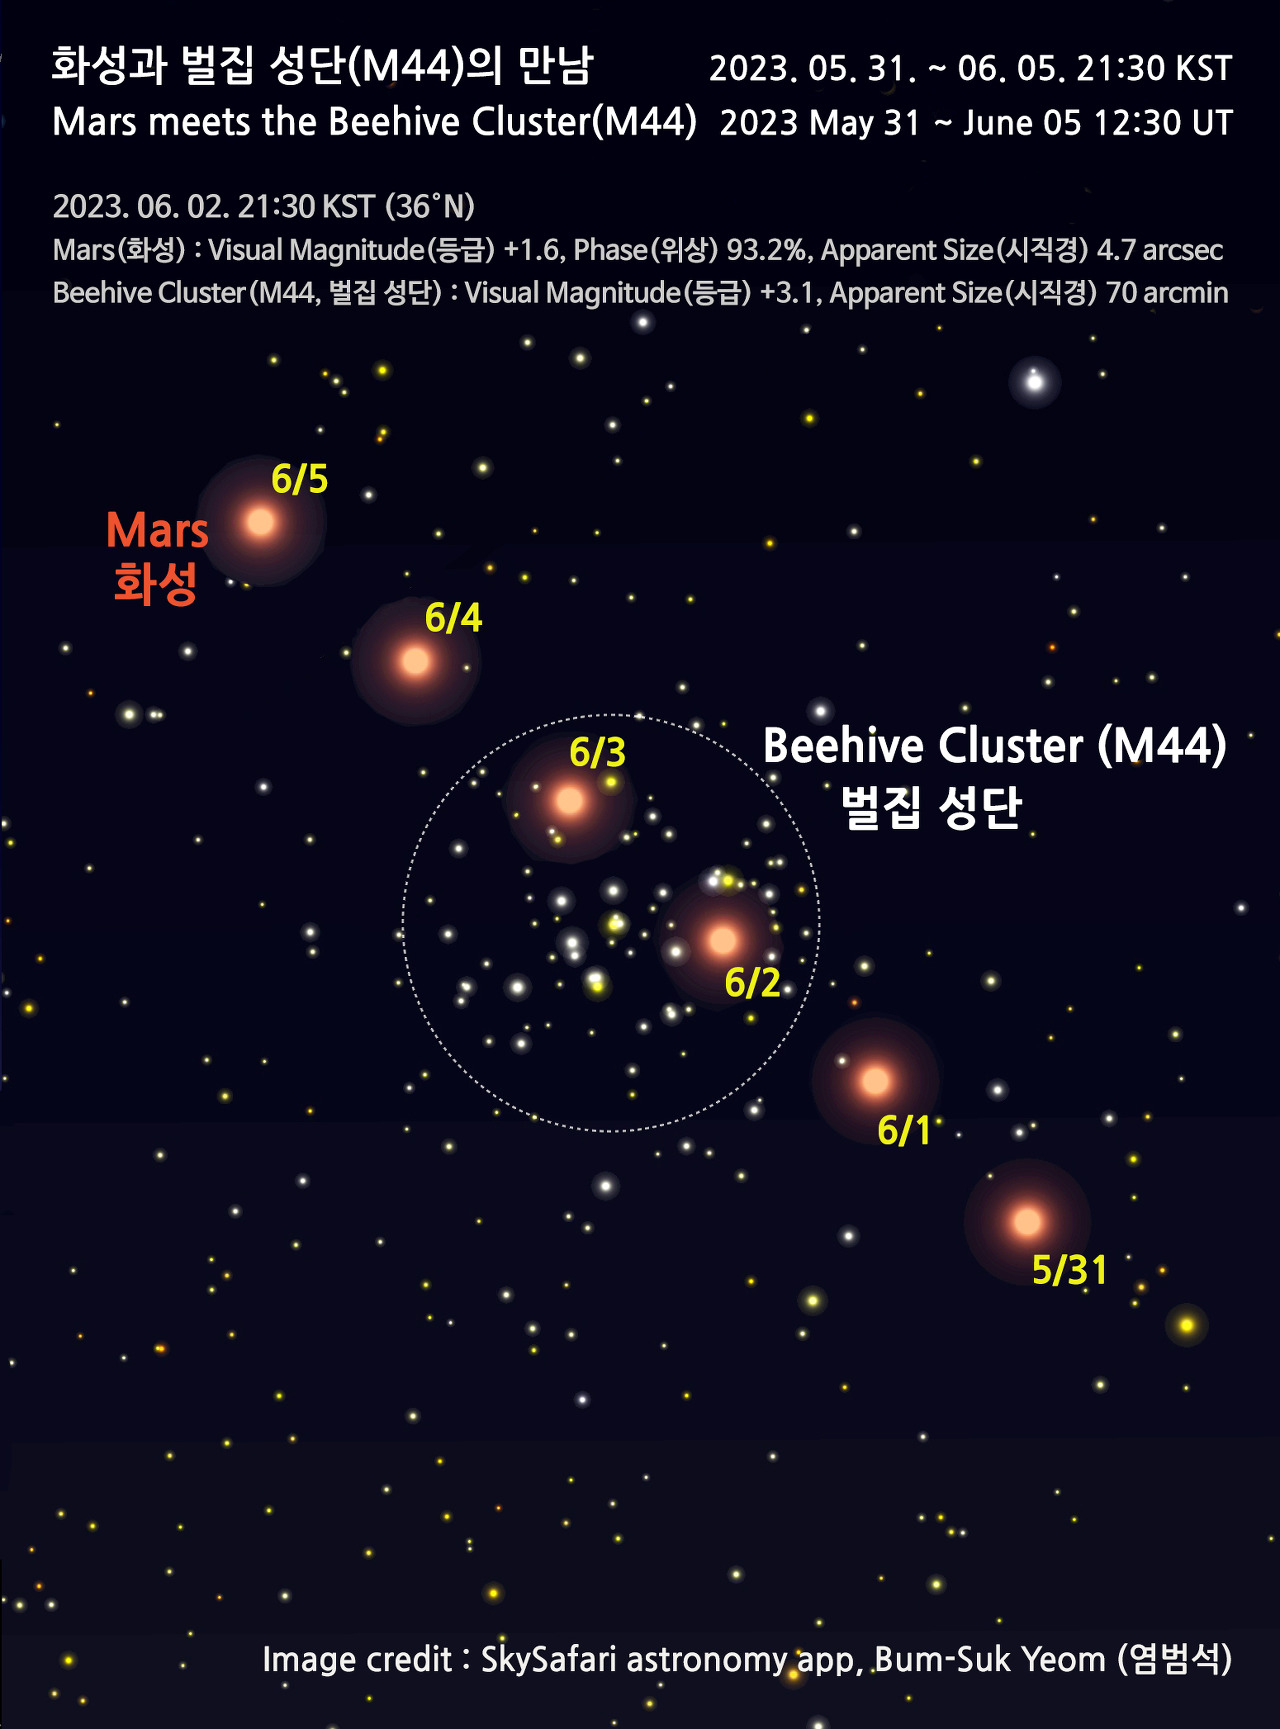 화성과 벌집 성단(M44)의 만남 2023. 05. 31. ~ 06. 05. 21:30 KST
Mars meets the Beehive Cluster(M44) 2023 May 31 ~ June 05 12:30 UT
2023. 06. 02. 21:30 KST (36°N)
Mars(화성) : Visual Magnitude(등급) +1.6, Phase(위상) 93.2%, Apparent Size(시직경) 4.7 arcsec
Beehive Cluster(M44, 벌집 성단) : Visual Magnitude(등급) +3.1, Apparent Size(시직경) 70 arcmin
6/5
Mars
화성
6/4
6/3
Beehive Cluster (M44)
벌집 성단
6/2
6/1
5/31
Image credit : SkySafari astronomy app, Bum-Suk Yeom (염범석)